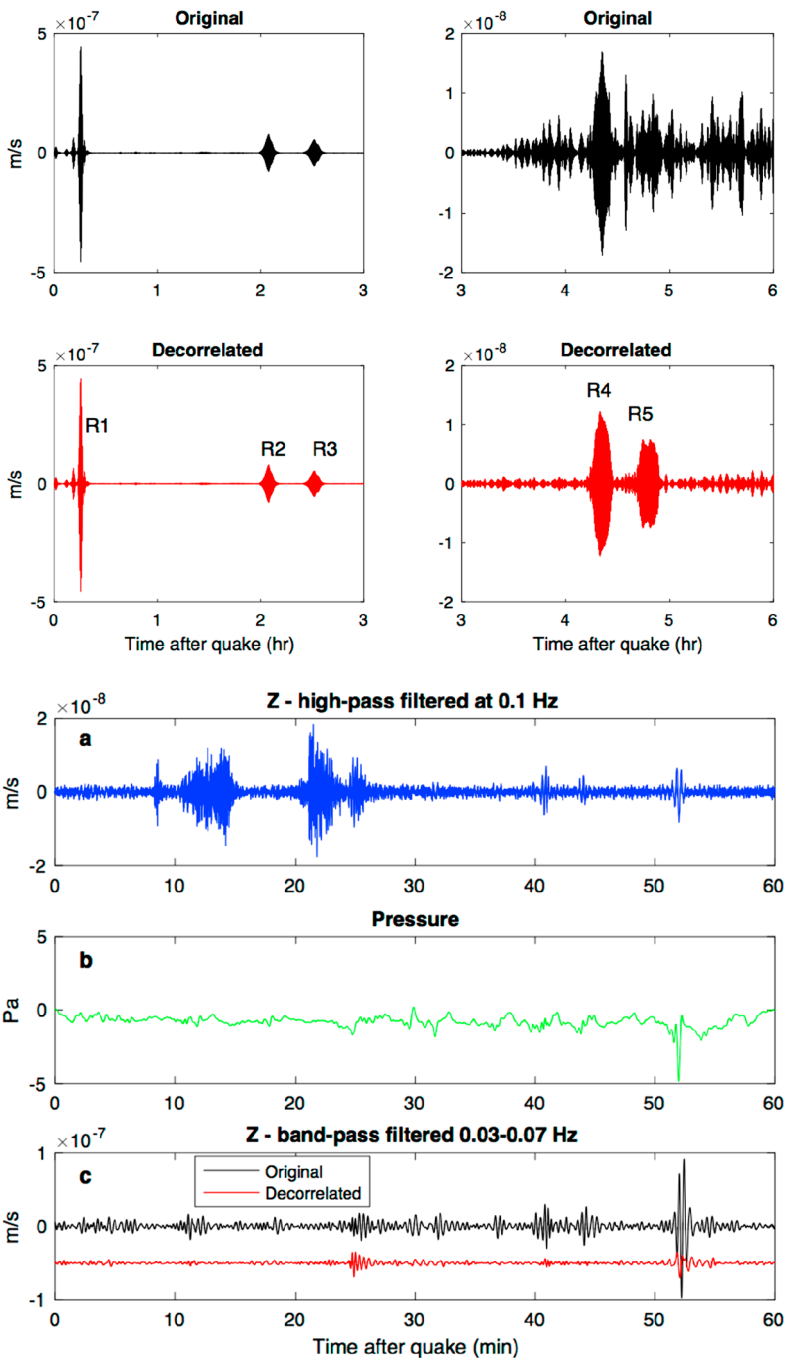 Original
×10⁻⁷
5
0
-5
m/s
0 1 2 3
Original
×10⁻⁸
2
1
0
-1
-2
3 4 5 6
Decorrelated
×10⁻⁷
5
0
-5
m/s
R1
R2 R3
0 1 2 3
Time after quake (hr)
Decorrelated
×10⁻⁸
2
1
0
-1
-2
R4
R5
3 4 5 6
Time after quake (hr)
Z - high-pass filtered at 0.1 Hz
×10⁻⁸
a
2
0
-2
m/s
0 10 20 30 40 50 60
Pressure
b
5
0
-5
Pa
0 10 20 30 40 50 60
Z - band-pass filtered 0.03-0.07 Hz
×10⁻⁷
c
1
0
-1
m/s
Original
Decorrelated
0 10 20 30 40 50 60
Time after quake (min)